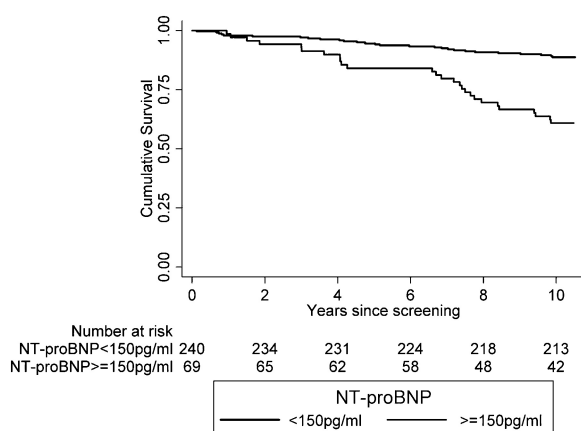 1.00
0.75
0.50
0.25
0.00
Cumulative Survival
0 2 4 6 8 10
Years since screening
Number at risk
NT-proBNP<150pg/ml 240 234 231 224 218 213
NT-proBNP>=150pg/ml 69 65 62 58 48 42
NT-proBNP
<150pg/ml >=150pg/ml